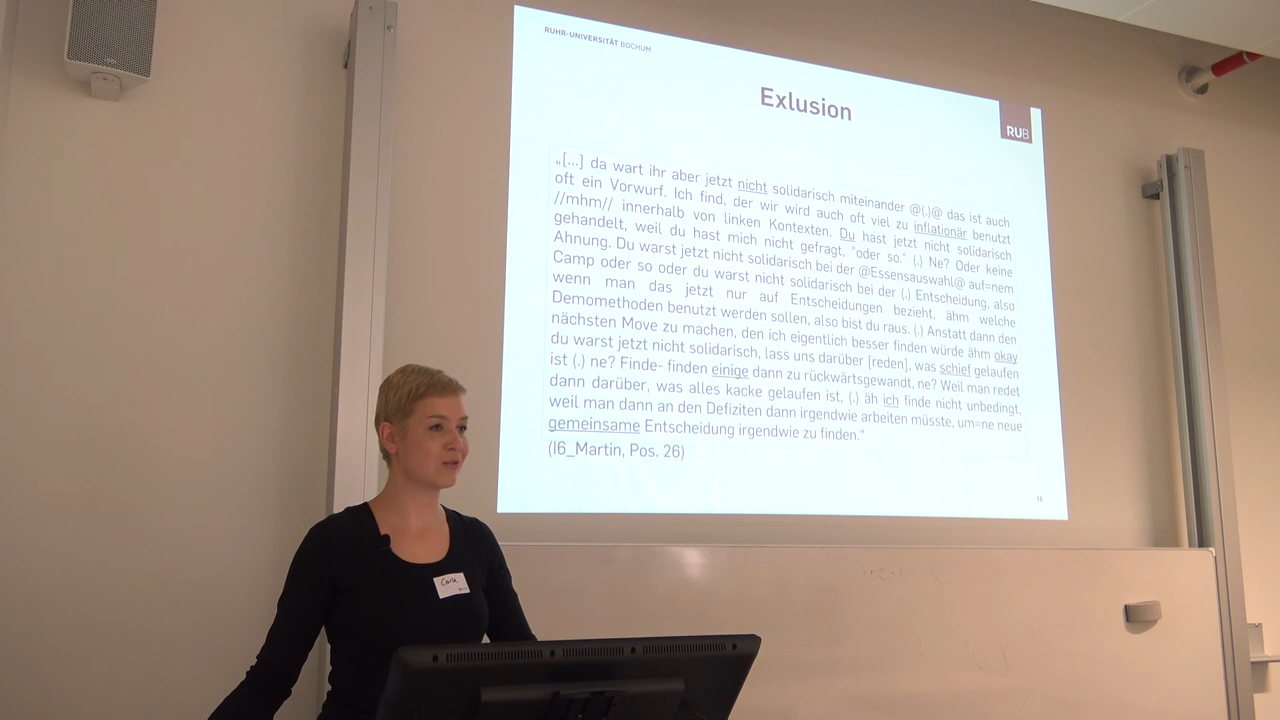 RUHR-UNIVERSITÄT BOCHUM
Exlusion
RUB
„[...] da wart ihr aber jetzt nicht solidarisch miteinander @(.)@ das ist auch
oft ein Vorwurf. Ich find, der wir wird auch oft viel zu inflationär benutzt
//mhm// innerhalb von linken Kontexten. Du hast jetzt nicht solidarisch
gehandelt, weil du hast mich nicht gefragt, °oder so.° (.) Ne? Oder keine
Ahnung. Du warst jetzt nicht solidarisch bei der @Essensauswahl@ auf=nem
Camp oder so oder du warst nicht solidarisch bei der (.) Entscheidung, also
wenn man das jetzt nur auf Entscheidungen bezieht, ähm welche
Demomethoden benutzt werden sollen, also bist du raus. (.) Anstatt dann den
nächsten Move zu machen, den ich eigentlich besser finden würde ähm okay
du warst jetzt nicht solidarisch, lass uns darüber [reden], was schief gelaufen
ist (.) ne? Finde- finden einige dann zu rückwärtsgewandt, ne? Weil man redet
dann darüber, was alles kacke gelaufen ist, (.) äh ich finde nicht unbedingt,
weil man dann an den Defiziten dann irgendwie arbeiten müsste, um=ne neue
gemeinsame Entscheidung irgendwie zu finden."
(I6_Martin, Pos. 26)
16